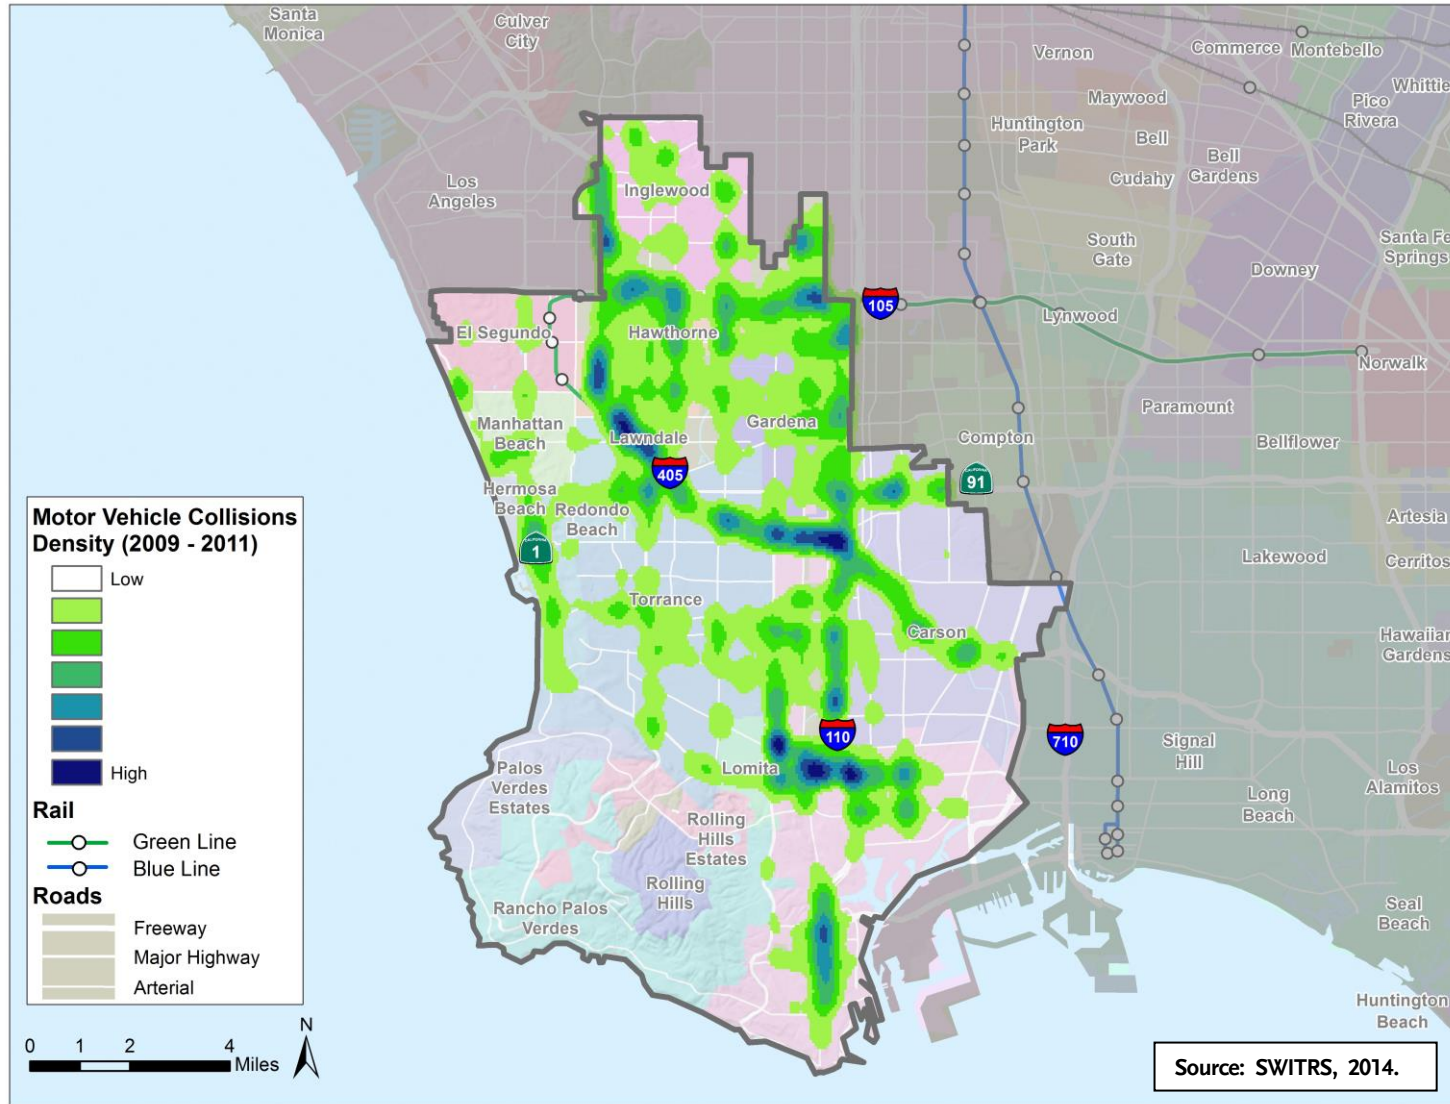 Santa
Monica
Culver
City
Vernon
Commerce
Montebello
Whittie
Maywood
Pico
Rivera
Huntington
Park
Bell
Bell
Gardens
Cudahy
Los
Angeles
Inglewood
South
Gate
Santa Fe
Springs
Downey
105
Lynwood
El Segundo
Hawthorne
Norwalk
Paramount
Manhattan
Beach
Lawndale
Gardena
Compton
Bellflower
405
CALIFORNIA
91
Hermosa
Beach
Redondo
Beach
Artesia
CALIFORNIA
1
Lakewood
Cerritos
Torrance
Carson
Hawaiian
Gardens
110
710
Signal
Hill
Lomita
Palos
Verdes
Estates
Los
Alamitos
Long
Beach
Rolling
Hills
Estates
Rolling
Hills
Rancho Palos
Verdes
Seal
Beach
Huntington
Beach
Motor Vehicle Collisions
Density (2009 - 2011)
Low
High
Rail
Green Line
Blue Line
Roads
Freeway
Major Highway
Arterial
N
0 1 2 4
Miles
Source: SWITRS, 2014.